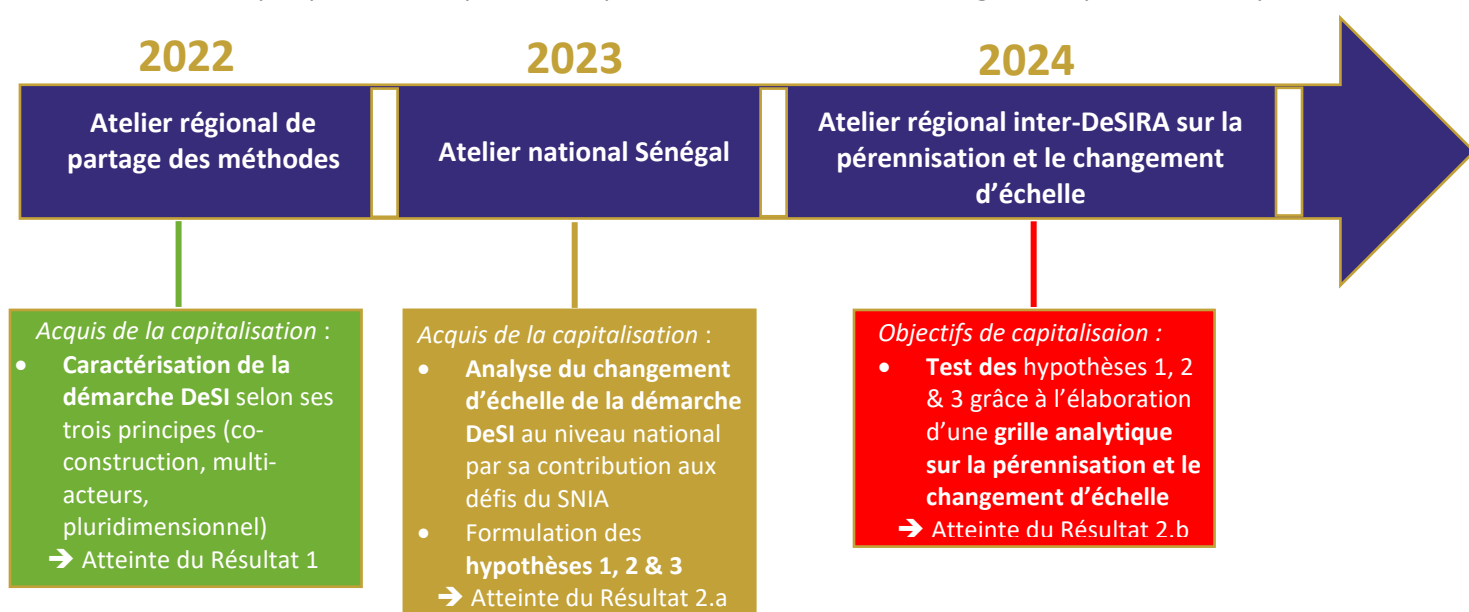 2022
2023
2024
Atelier régional de
partage des méthodes
Atelier national Sénégal
Atelier régional inter-DeSIRA sur la
pérennisation et le changement
d'échelle
Acquis de la capitalisation :
• Caractérisation de la
démarche DeSI selon ses
trois principes (co-
construction, multi-
acteurs,
pluridimensionnel)
➔ Atteinte du Résultat 1
Acquis de la capitalisation :
• Analyse du changement
d'échelle de la démarche
DeSI au niveau national
par sa contribution aux
défis du SNIA
• Formulation des
hypothèses 1, 2 & 3
➔ Atteinte du Résultat 2.a
Objectifs de capitalisaion :
• Test des hypothèses 1, 2
& 3 grâce à l'élaboration
d'une grille analytique
sur la pérennisation et le
changement d'échelle
➔ Atteinte du Résultat 2.b